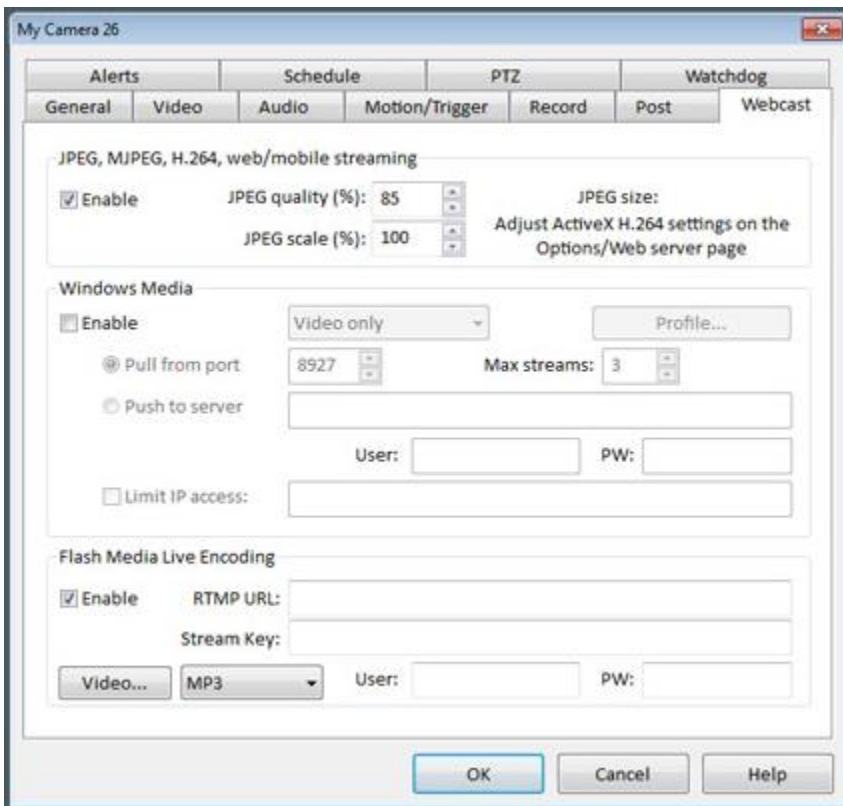 My Camera 26
Alerts Schedule PTZ Watchdog
General Video Audio Motion/Trigger Record Post Webcast
JPEG, MJPEG, H.264, web/mobile streaming
Enable JPEG quality (%): 85 JPEG size:
JPEG scale (%): 100 Adjust ActiveX H.264 settings on the
Options/Web server page
Windows Media
Enable Video only Profile...
Pull from port 8927 Max streams: 3
Push to server
User: PW:
Limit IP access:
Flash Media Live Encoding
Enable RTMP URL:
Stream Key:
Video... MP3 User: PW:
OK Cancel Help